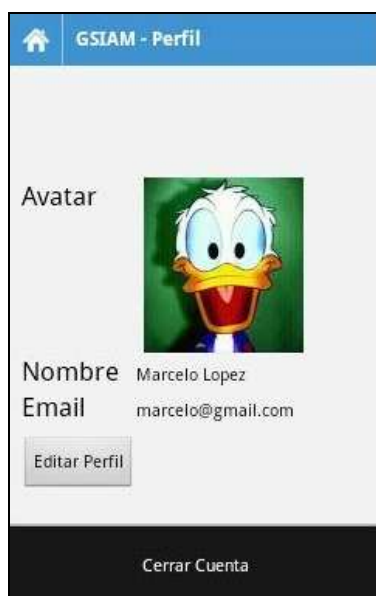 GSIAM - Perfil
Avatar
Nombre Marcelo Lopez
Email marcelo@gmail.com
Editar Perfil
Cerrar Cuenta